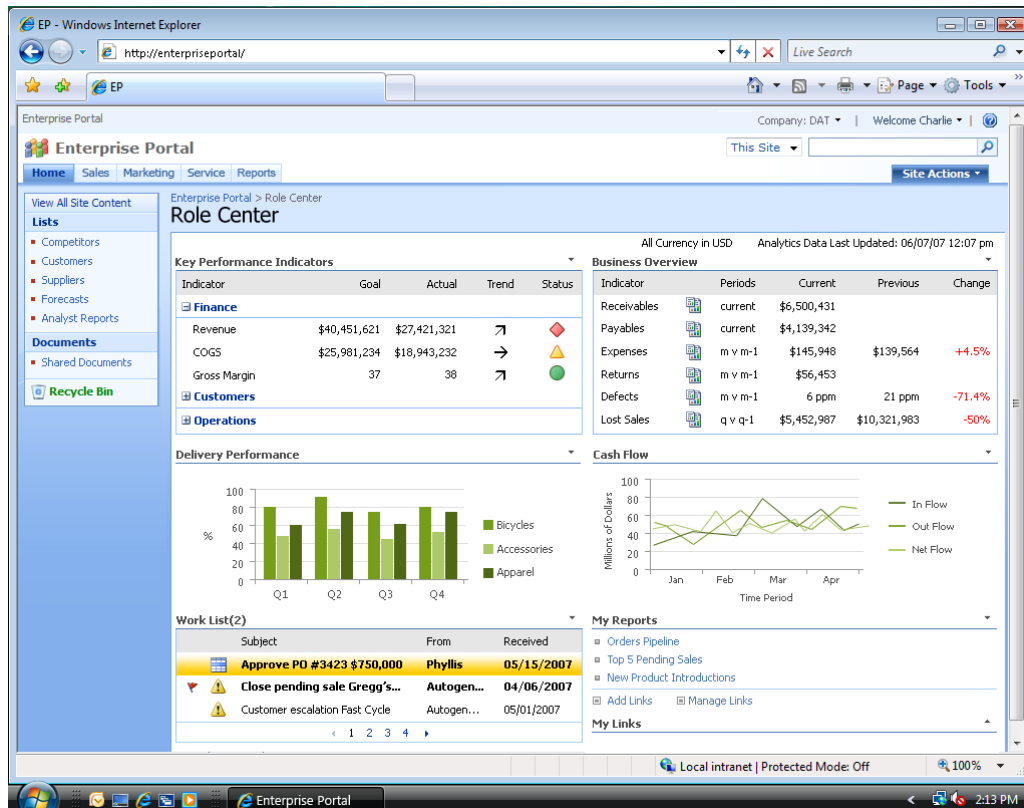 EP - Windows Internet Explorer
http://enterpriseportal/
Live Search
EP
Page
Tools
Enterprise Portal
Company: DAT | Welcome Charlie |
Enterprise Portal
This Site
Home Sales Marketing Service Reports
Site Actions
View All Site Content
Lists
Competitors
Customers
Suppliers
Forecasts
Analyst Reports
Documents
Shared Documents
Recycle Bin
Enterprise Portal > Role Center
Role Center
All Currency in USD Analytics Data Last Updated: 06/07/07 12:07 pm
Key Performance Indicators
Indicator Goal Actual Trend Status
Finance
Revenue $40,451,621 $27,421,321
COGS $25,981,234 $18,943,232
Gross Margin 37 38
Customers
Operations
Business Overview
Indicator Periods Current Previous Change
Receivables current $6,500,431
Payables current $4,139,342
Expenses m v m-1 $145,948 $139,564 +4.5%
Returns m v m-1 $56,453
Defects m v m-1 6 ppm 21 ppm -71.4%
Lost Sales q v q-1 $5,452,987 $10,321,983 -50%
Delivery Performance
100
80
60
40
20
0
%
Q1 Q2 Q3 Q4
Bicycles
Accessories
Apparel
Cash Flow
Millions of Dollars
100
80
60
40
20
0
Jan Feb Mar Apr
Time Period
In Flow
Out Flow
Net Flow
Work List(2)
Subject From Received
Approve PO #3423 $750,000 Phyllis 05/15/2007
Close pending sale Gregg's... Autogen... 04/06/2007
Customer escalation Fast Cycle Autogen... 05/01/2007
1 2 3 4
My Reports
Orders Pipeline
Top 5 Pending Sales
New Product Introductions
Add Links Manage Links
My Links
Local intranet | Protected Mode: Off
100%
Enterprise Portal
2:13 PM